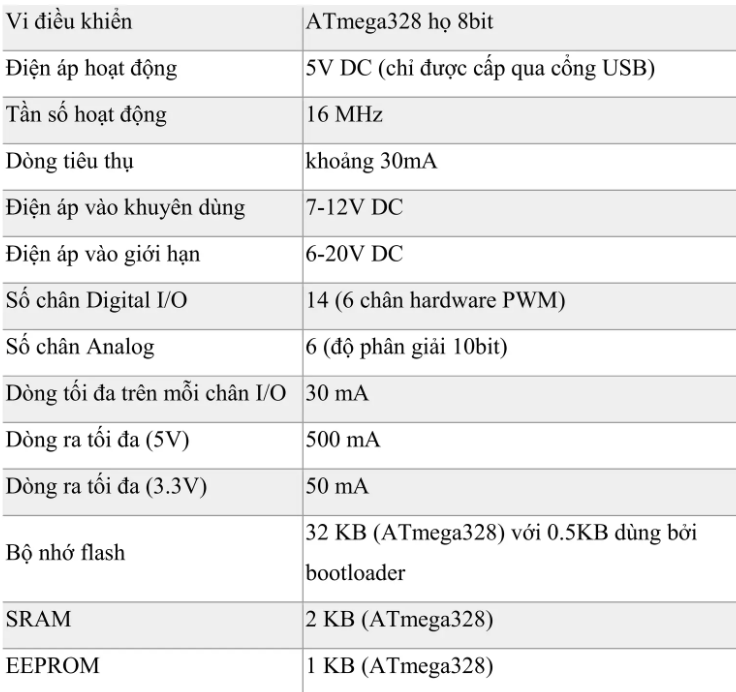 Vi điều khiển ATmega328 họ 8bit
Điện áp hoạt động 5V DC (chỉ được cấp qua cổng USB)
Tần số hoạt động 16 MHz
Dòng tiêu thụ khoảng 30mA
Điện áp vào khuyên dùng 7-12V DC
Điện áp vào giới hạn 6-20V DC
Số chân Digital I/O 14 (6 chân hardware PWM)
Số chân Analog 6 (độ phân giải 10bit)
Dòng tối đa trên mỗi chân I/O 30 mA
Dòng ra tối đa (5V) 500 mA
Dòng ra tối đa (3.3V) 50 mA
Bộ nhớ flash 32 KB (ATmega328) với 0.5KB dùng bởi
bootloader
SRAM 2 KB (ATmega328)
EEPROM 1 KB (ATmega328)